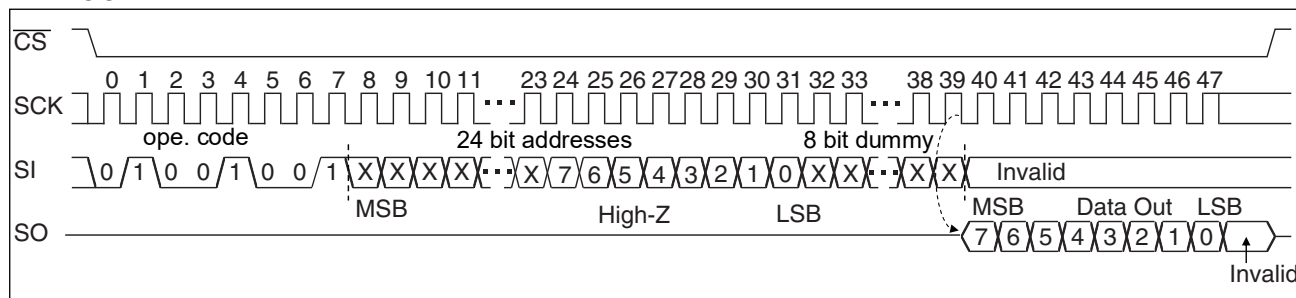 CS
0 1 2 3 4 5 6 7 8 9 10 11 23 24 25 26 27 28 29 30 31 32 33 38 39 40 41 42 43 44 45 46 47
SCK
ope. code 24 bit addresses 8 bit dummy
SI 0 1 0 0 1 0 0 1 X X X X X 7 6 5 4 3 2 1 0 X X X X Invalid
MSB High-Z LSB MSB Data Out LSB
SO 7 6 5 4 3 2 1 0
Invalid